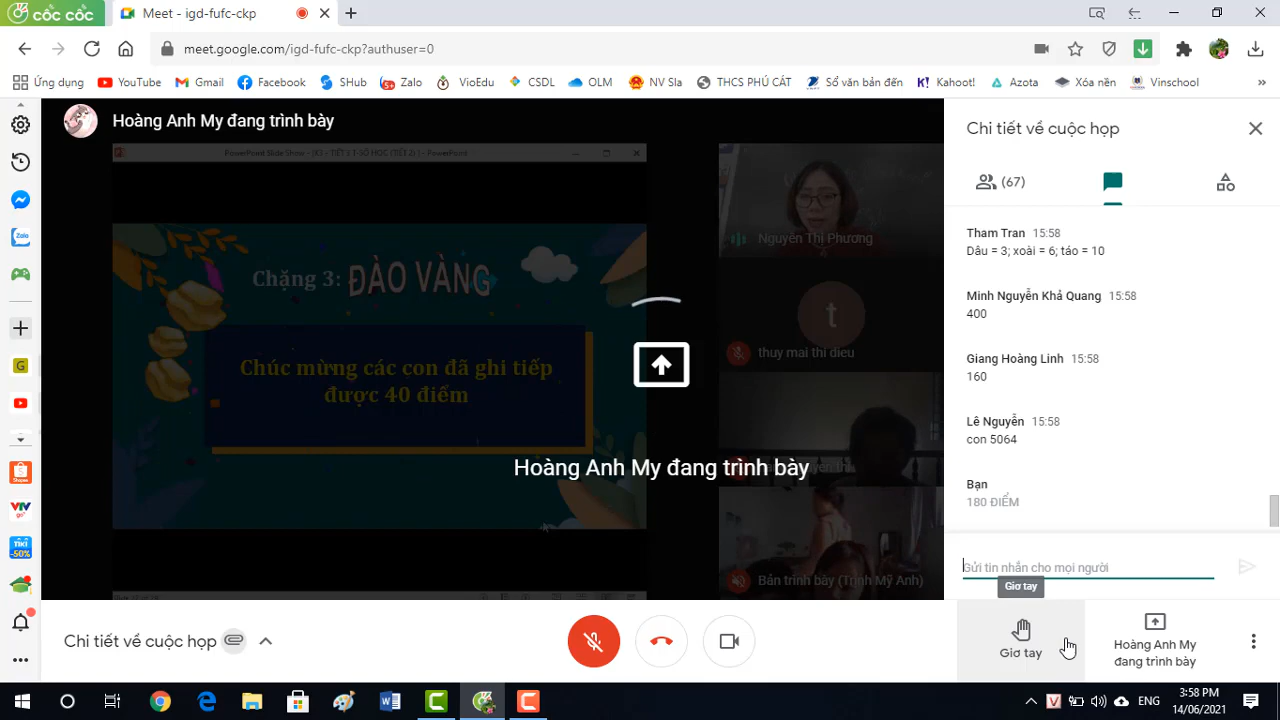 cốc cốc
Meet - igd-fufc-ckp
meet.google.com/igd-fufc-ckp?authuser=0
Ứng dụng YouTube Gmail Facebook SHub Zalo VioEdu CSDL OLM NV Sla THCS PHÚ CÁT Sổ văn bản đến Kahoot! Azota Xóa nền Vinschool »
Hoàng Anh My đang trình bày
Chặng 3: ĐÀO VÀNG
Chúc mừng các con đã ghi tiếp
được 40 điểm
Nguyễn Thị Phương
t
thuy mai thi dieu
Bản trình bày (Trịnh Mỹ Anh)
Hoàng Anh My đang trình bày
Chi tiết về cuộc họp
(67)
Tham Tran 15:58
Dâu = 3; xoài = 6; táo = 10
Minh Nguyễn Khả Quang 15:58
400
Giang Hoàng Linh 15:58
160
Lê Nguyễn 15:58
con 5064
Bạn
180 ĐIỂM
Gửi tin nhắn cho mọi người
Giơ tay
Chi tiết về cuộc họp
Giơ tay
Hoàng Anh My
đang trình bày
ENG
3:58 PM
14/06/2021